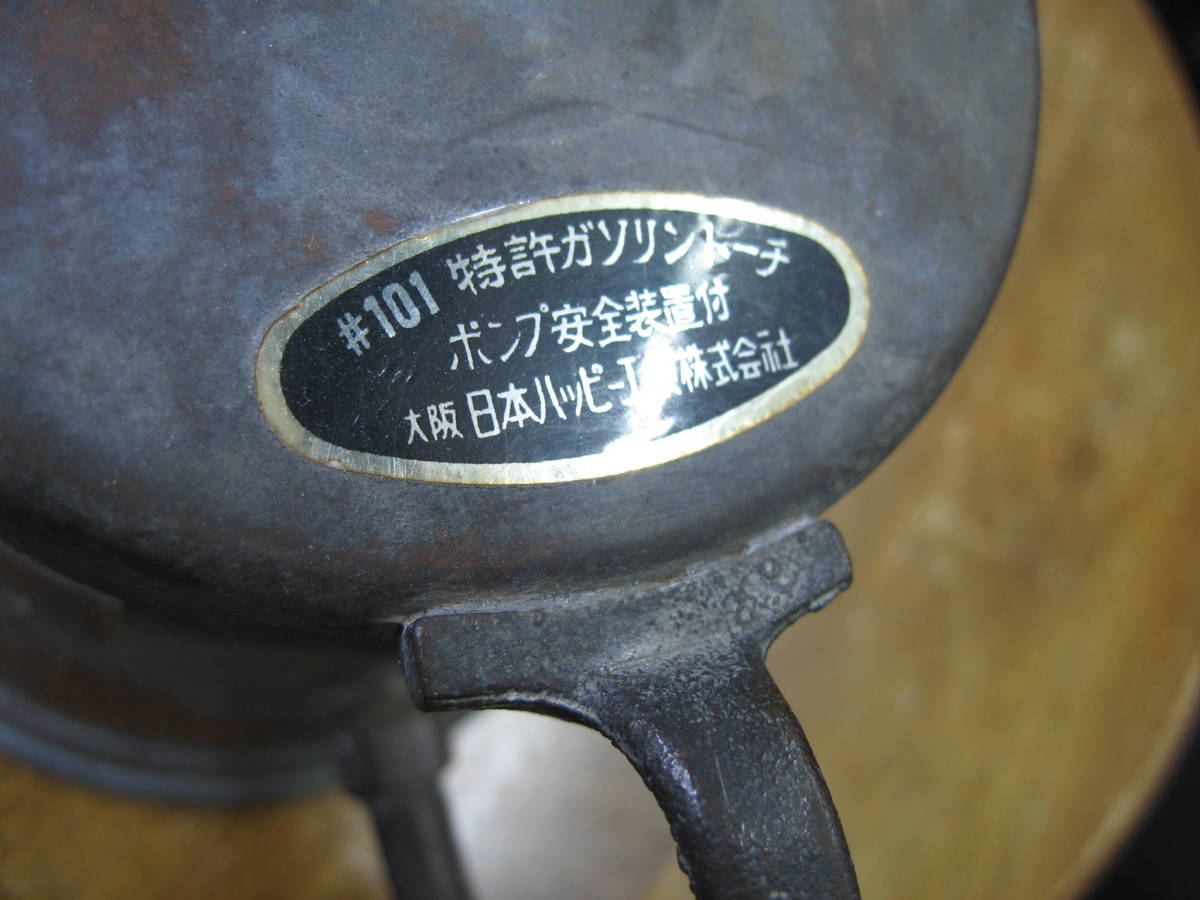 #101 特許ガソリントーチ
ポンプ安全装置付
大阪 日本ハッピー工業株式会社